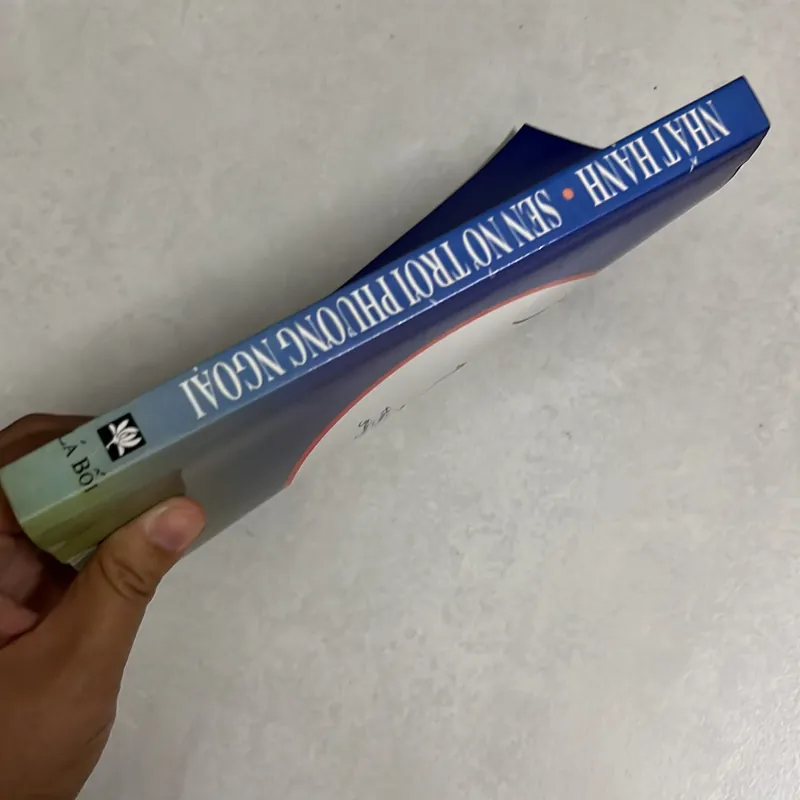 NHẤT HẠNH • SEN NỞ TRỜI PHƯƠNG NGOẠI
LÁ BỐI